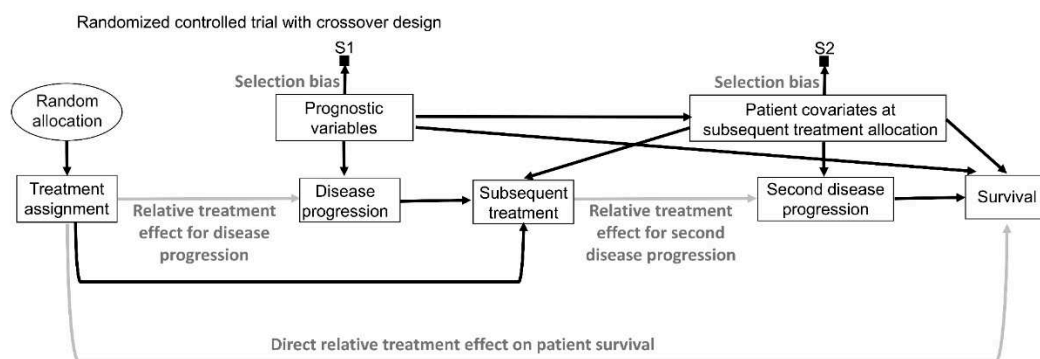 Randomized controlled trial with crossover design
S1
S2
Selection bias
Selection bias
Random
allocation
Prognostic
variables
Patient covariates at
subsequent treatment allocation
Treatment
assignment
Relative treatment
effect for disease
progression
Disease
progression
Subsequent
treatment
Relative treatment
effect for second
disease progression
Second disease
progression
Survival
Direct relative treatment effect on patient survival